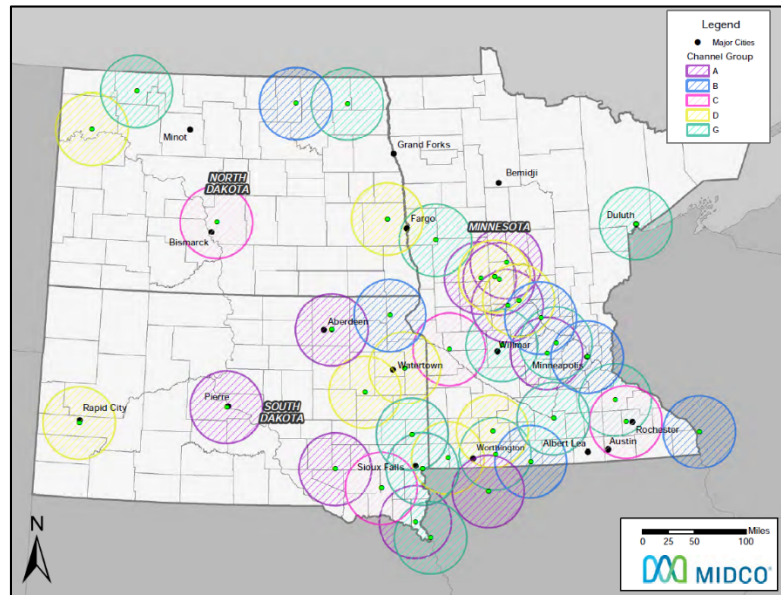 Legend
Major Cities
Channel Group
A
B
C
D
G
Minot
Grand Forks
Bemidji
NORTH
DAKOTA
Duluth
Fargo
MINNESOTA
Bismarck
Aberdeen
Willmar
Minneapolis
Watertown
Pierre
Rapid City
SOUTH
DAKOTA
Rochester
Albert Lea
Austin
Worthington
Sioux Falls
N
Miles
0 25 50 100
MIDCO®